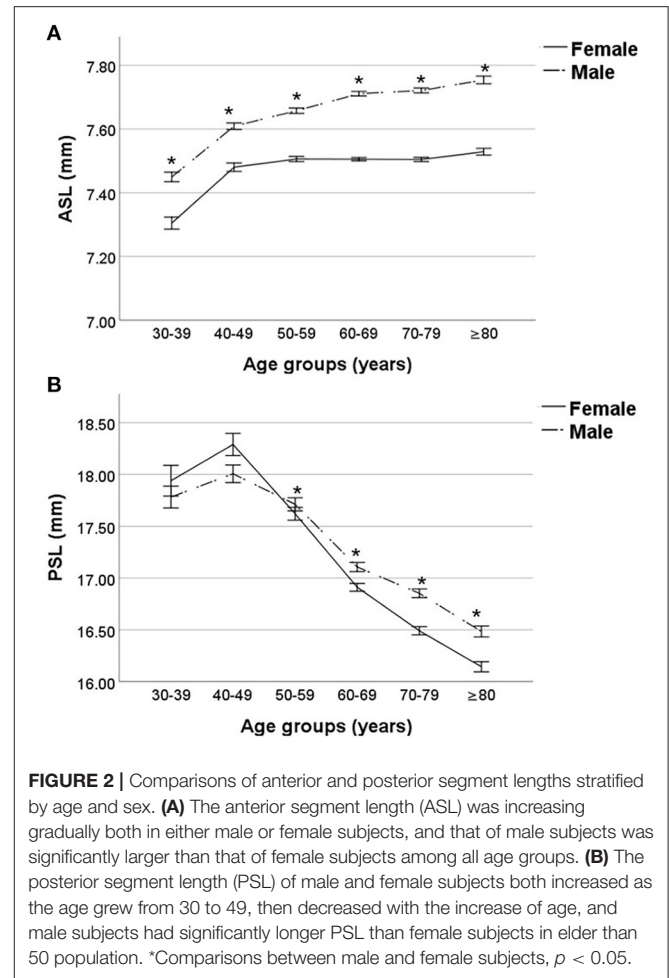 A
Female
Male
7.80
7.60
7.40
7.20
7.00
ASL (mm)
* * * * * *
30-39 40-49 50-59 60-69 70-79 ≥80
Age groups (years)
B
Female
Male
18.50
18.00
17.50
17.00
16.50
16.00
PSL (mm)
* * * *
30-39 40-49 50-59 60-69 70-79 ≥80
Age groups (years)
FIGURE 2 | Comparisons of anterior and posterior segment lengths stratified
by age and sex. (A) The anterior segment length (ASL) was increasing
gradually both in either male or female subjects, and that of male subjects was
significantly larger than that of female subjects among all age groups. (B) The
posterior segment length (PSL) of male and female subjects both increased as
the age grew from 30 to 49, then decreased with the increase of age, and
male subjects had significantly longer PSL than female subjects in elder than
50 population. *Comparisons between male and female subjects, p < 0.05.